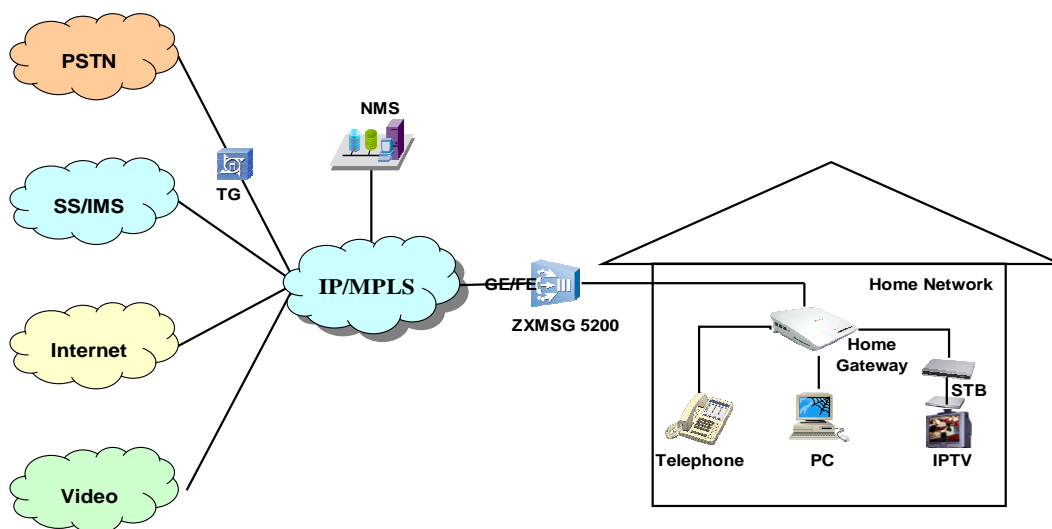 PSTN
NMS
TG
SS/IMS
IP/MPLS
GE/FE
ZXMSG 5200
Home Network
Internet
Home
Gateway
STB
Telephone
PC
IPTV
Video